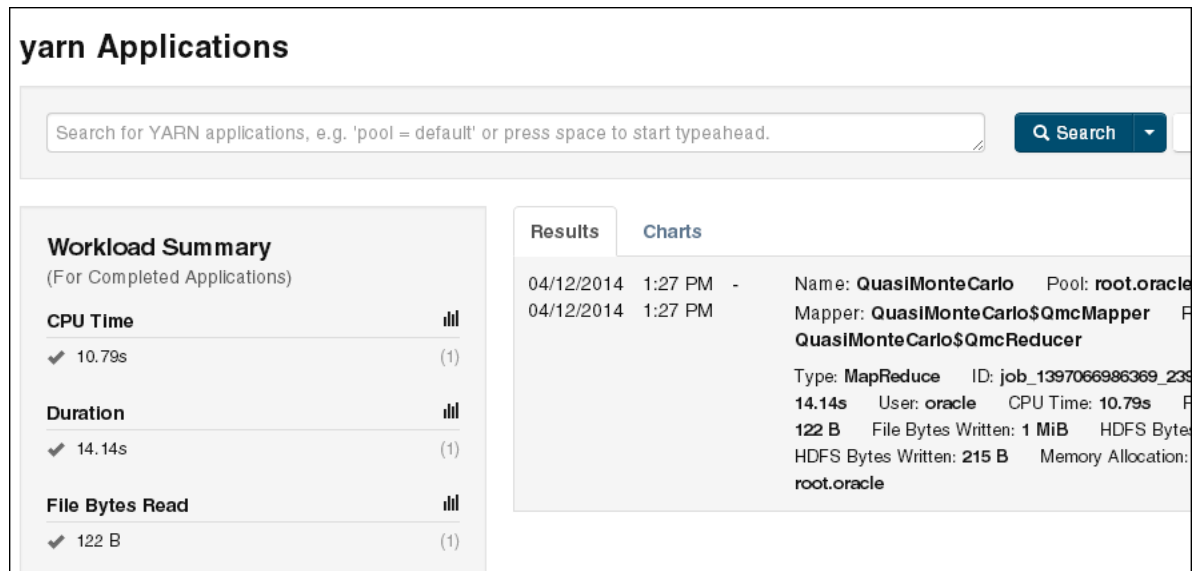 yarn Applications
Search for YARN applications, e.g. 'pool = default' or press space to start typeahead.
Search
Workload Summary
(For Completed Applications)
CPU Time
10.79s (1)
Duration
14.14s (1)
File Bytes Read
122 B (1)
Results Charts
04/12/2014 1:27 PM -
04/12/2014 1:27 PM
Name: QuasiMonteCarlo Pool: root.oracle
Mapper: QuasiMonteCarlo$QmcMapper
QuasiMonteCarlo$QmcReducer
Type: MapReduce ID: job_1397066986369_239
14.14s User: oracle CPU Time: 10.79s
122 B File Bytes Written: 1 MiB HDFS Bytes
HDFS Bytes Written: 215 B Memory Allocation:
root.oracle